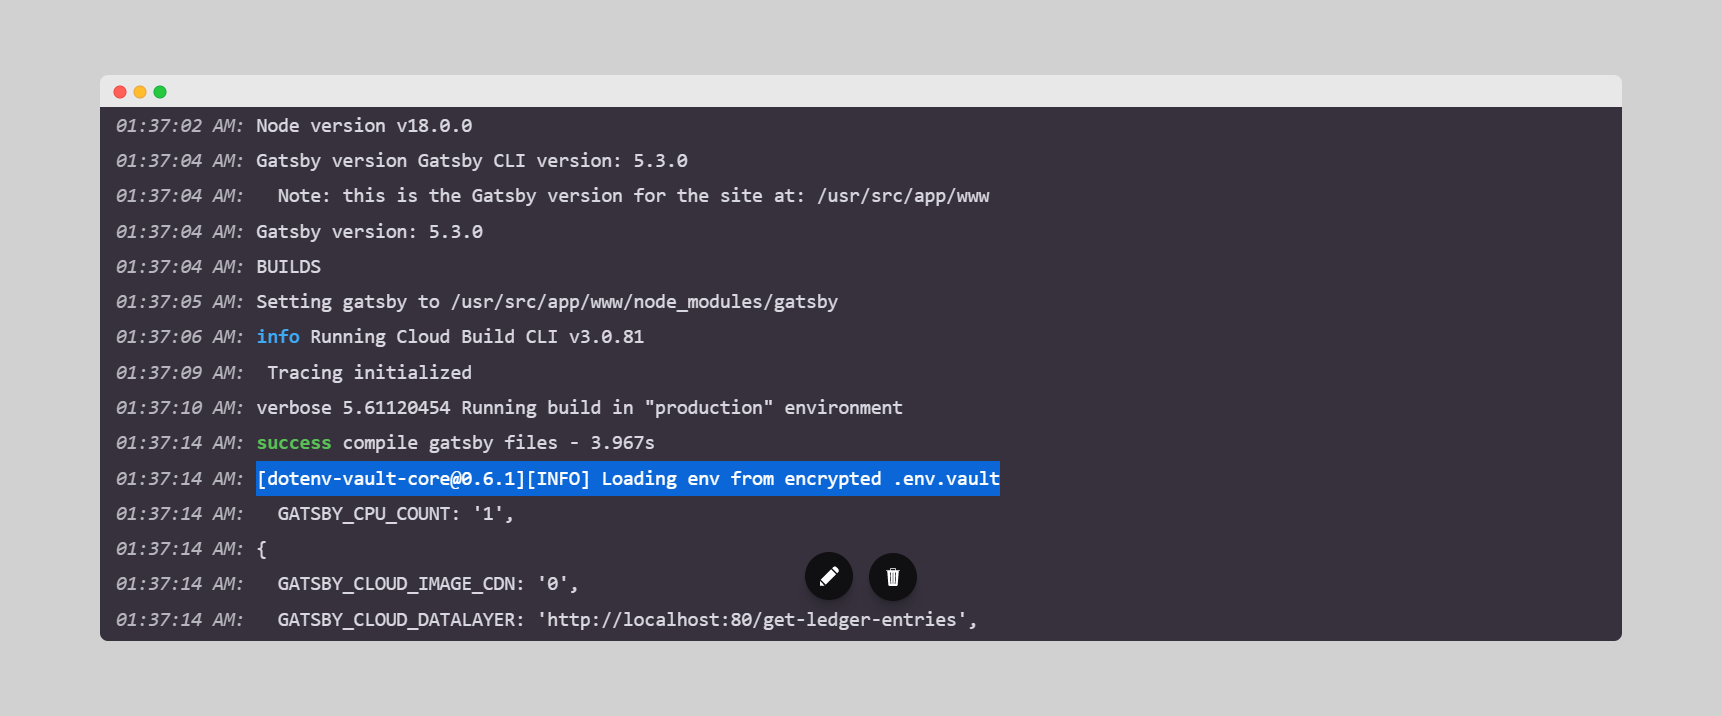 01:37:02 AM: Node version v18.0.0
01:37:04 AM: Gatsby version Gatsby CLI version: 5.3.0
01:37:04 AM:   Note: this is the Gatsby version for the site at: /usr/src/app/www
01:37:04 AM: Gatsby version: 5.3.0
01:37:04 AM: BUILDS
01:37:05 AM: Setting gatsby to /usr/src/app/www/node_modules/gatsby
01:37:06 AM: info Running Cloud Build CLI v3.0.81
01:37:09 AM:  Tracing initialized
01:37:10 AM: verbose 5.61120454 Running build in "production" environment
01:37:14 AM: success compile gatsby files - 3.967s
01:37:14 AM: [dotenv-vault-core@0.6.1][INFO] Loading env from encrypted .env.vault
01:37:14 AM:   GATSBY_CPU_COUNT: '1',
01:37:14 AM: {
01:37:14 AM:   GATSBY_CLOUD_IMAGE_CDN: '0',
01:37:14 AM:   GATSBY_CLOUD_DATALAYER: 'http://localhost:80/get-ledger-entries',